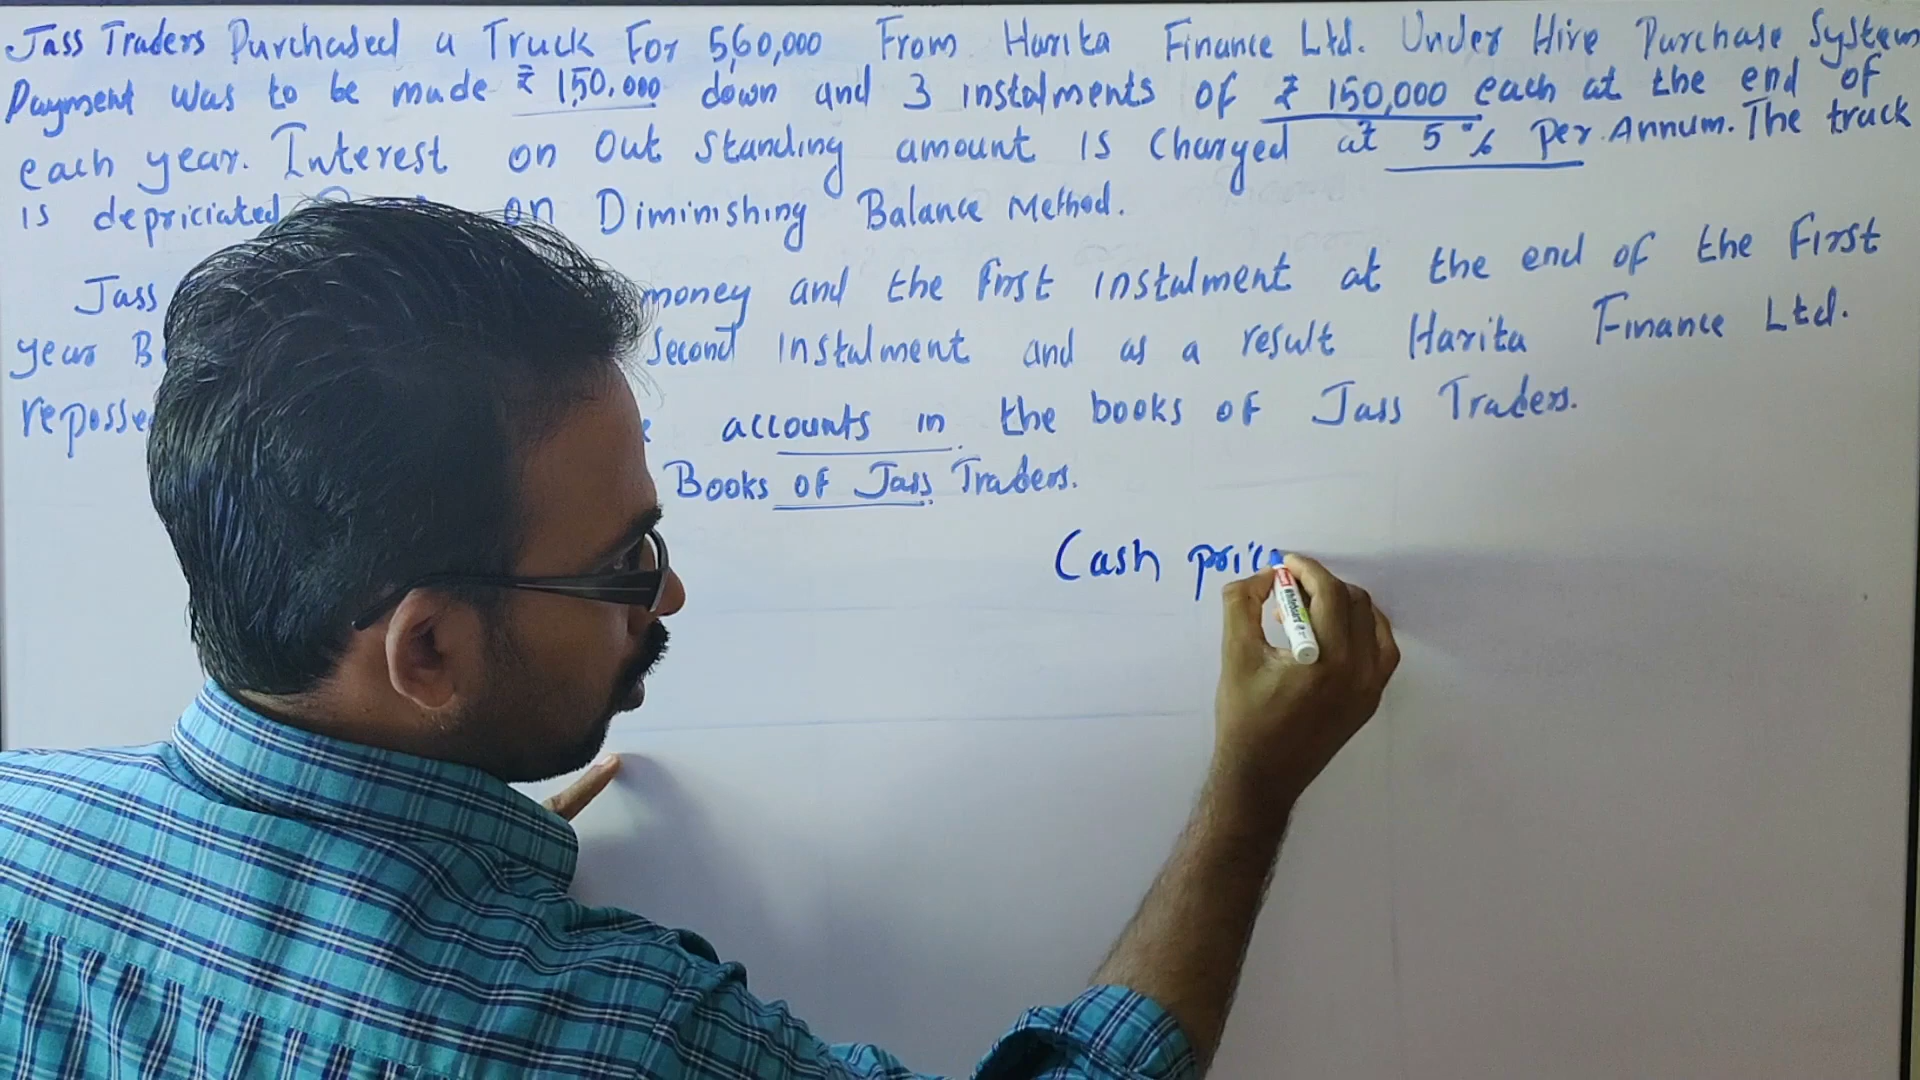 Jass Traders Purchased a Truck For 5,60,000 From Harita Finance Ltd. Under Hire Purchase System
Payment was to be made ₹ 1,50,000 down and 3 instalments of ₹ 150,000 each at the end of
each year. Interest on Out Standing amount is Charged at 5 % Per Annum. The truck
is depriciated on Diminishing Balance Method.
Jass money and the First instalment at the end of the First
year Second Instalment and as a result Harita Finance Ltd.
accounts in the books of Jass Traders.
Books of Jass Traders.
Cash